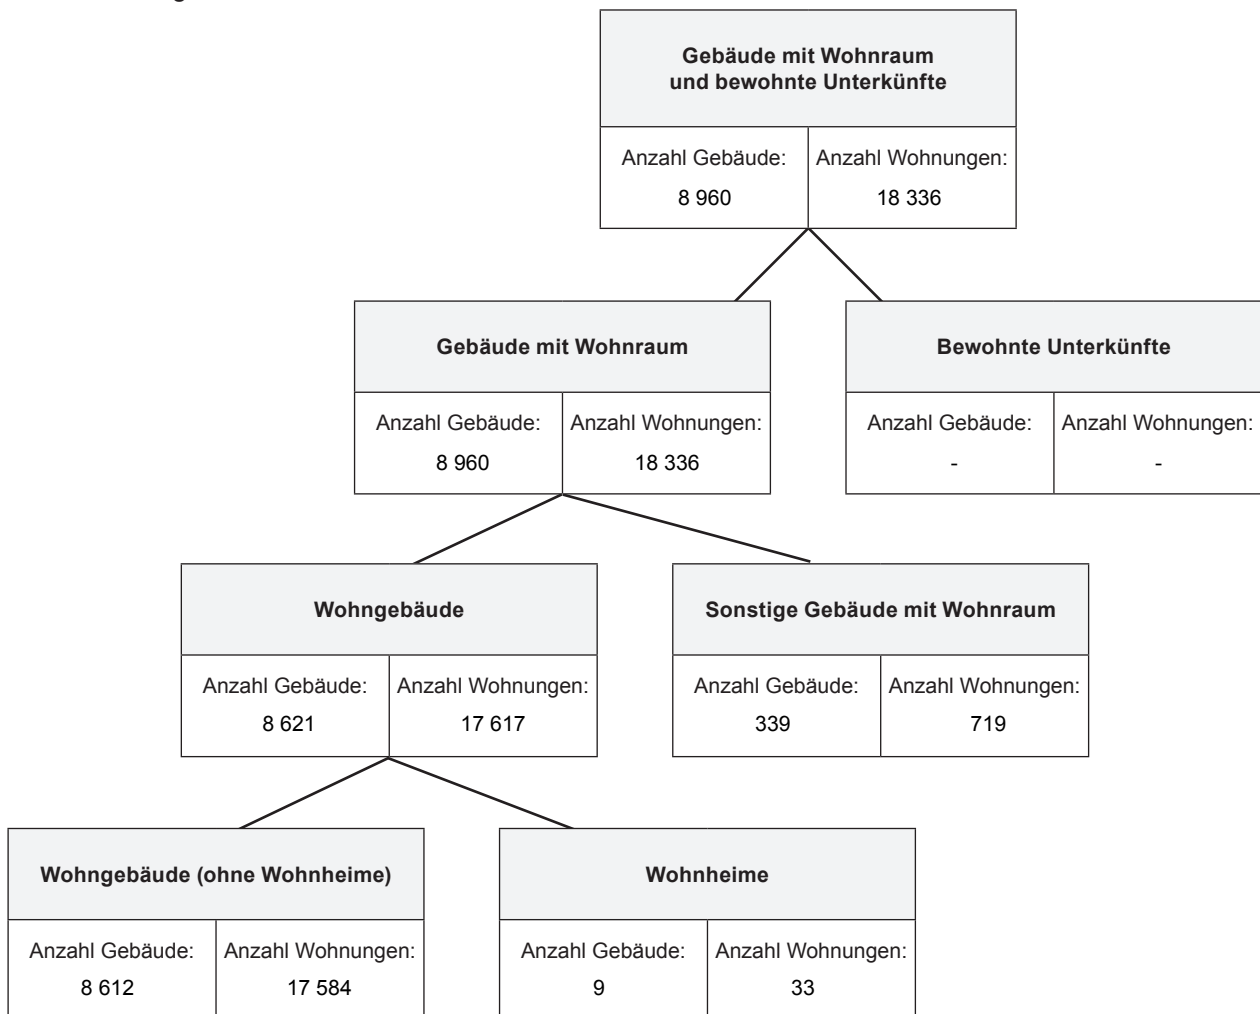 Gebäude mit Wohnraum
und bewohnte Unterkünfte
Anzahl Gebäude: Anzahl Wohnungen:
8 960 18 336
Gebäude mit Wohnraum
Bewohnte Unterkünfte
Anzahl Gebäude: Anzahl Wohnungen:
8 960 18 336
Anzahl Gebäude: Anzahl Wohnungen:
- -
Wohngebäude
Sonstige Gebäude mit Wohnraum
Anzahl Gebäude: Anzahl Wohnungen:
8 621 17 617
Anzahl Gebäude: Anzahl Wohnungen:
339 719
Wohngebäude (ohne Wohnheime)
Wohnheime
Anzahl Gebäude: Anzahl Wohnungen:
8 612 17 584
Anzahl Gebäude: Anzahl Wohnungen:
9 33